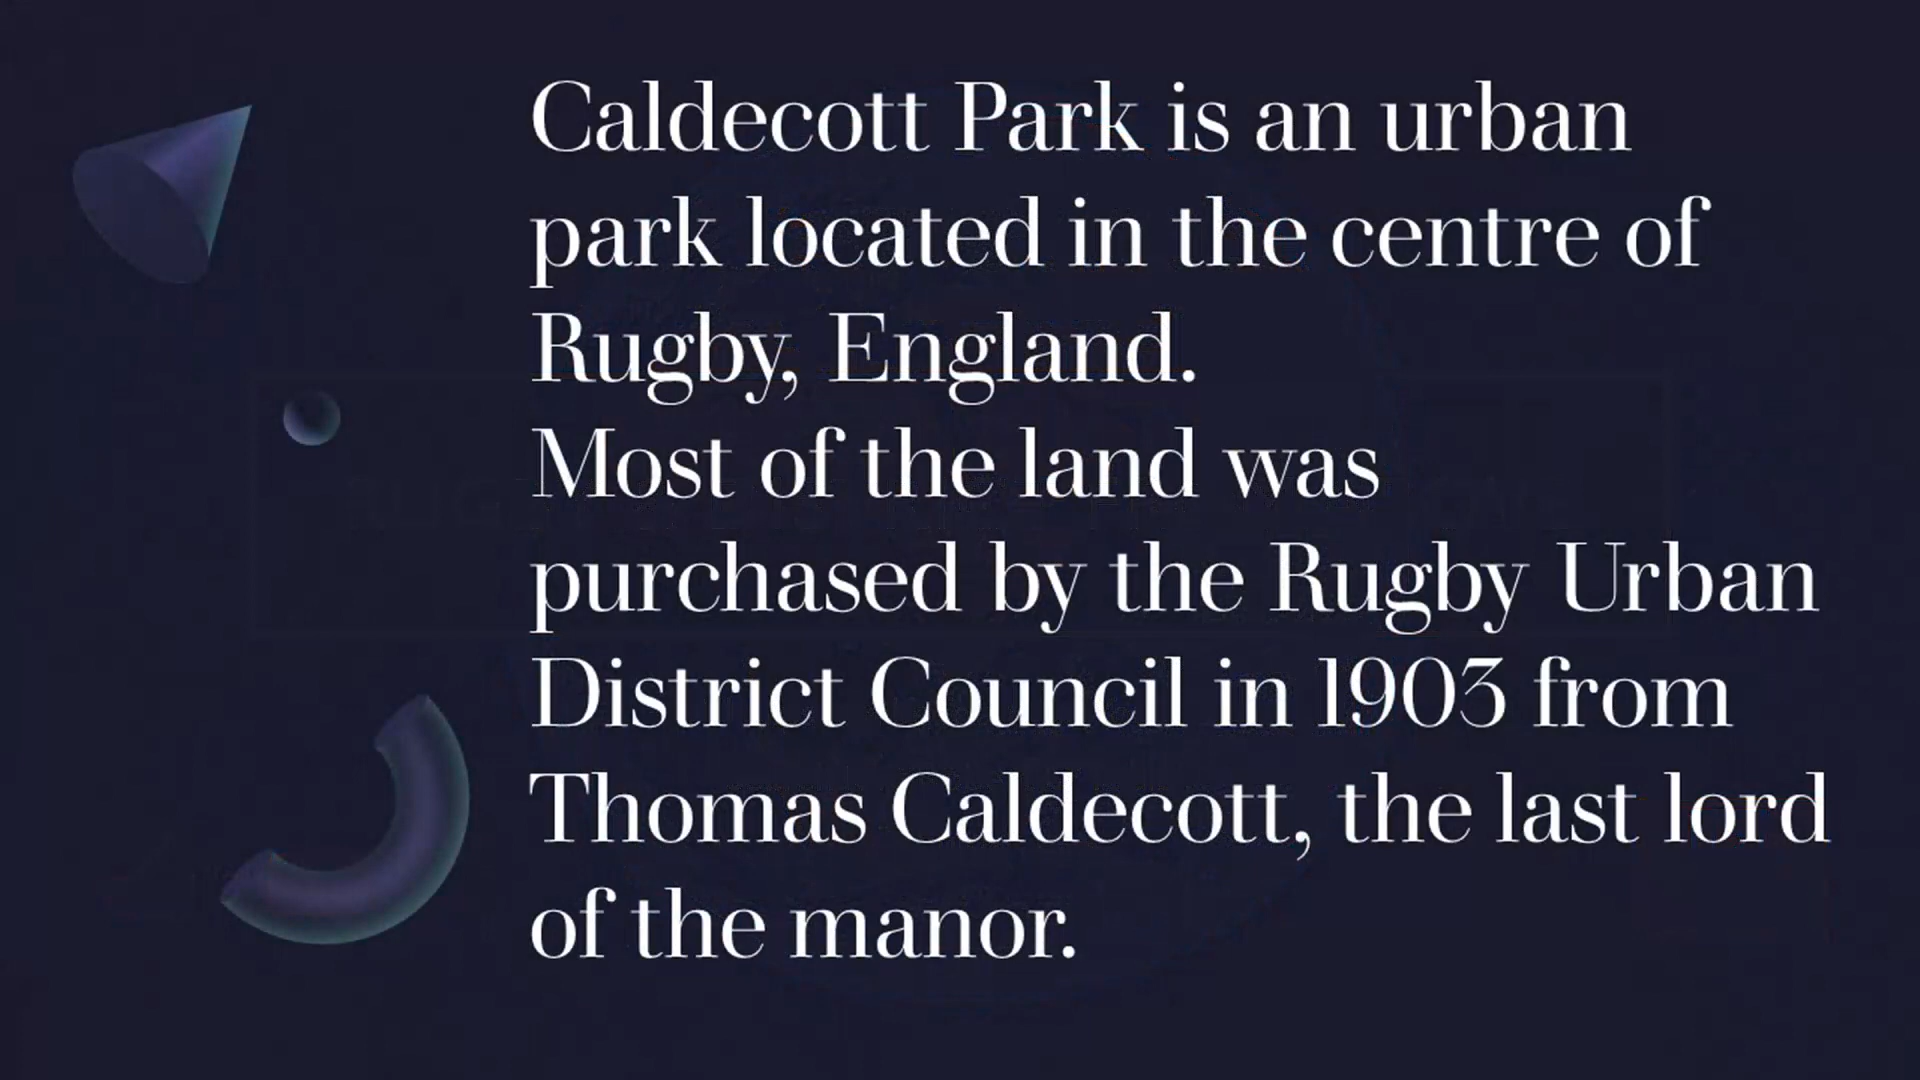 Caldecott Park is an urban
park located in the centre of
Rugby, England.
Most of the land was
purchased by the Rugby Urban
District Council in 1903 from
Thomas Caldecott, the last lord
of the manor.